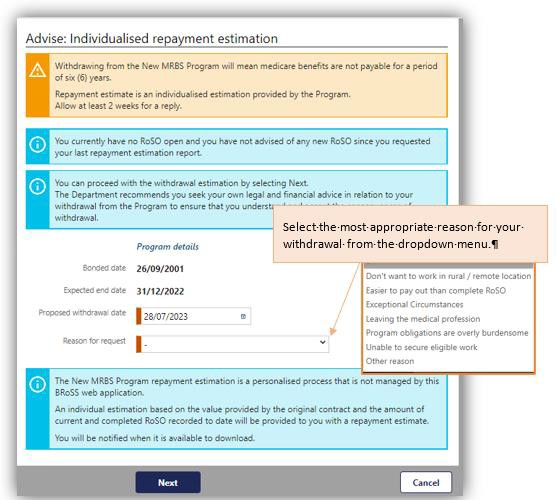 Advise: Individualised repayment estimation
Withdrawing from the New MRBS Program will mean medicare benefits are not payable for a period
of six (6) years.
Repayment estimate is an individualised estimation provided by the Program.
Allow at least 2 weeks for a reply.
You currently have no RoSO open and you have not advised of any new RoSO since you requested
your last repayment estimation report.
You can proceed with the withdrawal estimation by selecting Next.
The Department recommends you seek your own legal and financial advice in relation to your
withdrawal from the Program to ensure that you
withdrawal.
Select·the·most·appropriate·reason·for·your·
withdrawal·from·the·dropdown·menu.¶
Program details
Bonded date 26/09/2001
Expected end date 31/12/2022
Proposed withdrawal date 28/07/2023
Reason for request -
Don't want to work in rural / remote location
Easier to pay out than complete RoSO
Exceptional Circumstances
Leaving the medical profession
Program obligations are overly burdensome
Unable to secure eligible work
Other reason
The New MRBS Program repayment estimation is a personalised process that is not managed by this
BRoSS web application.
An individual estimation based on the value provided by the original contract and the amount of
current and completed RoSO recorded to date will be provided to you with a repayment estimate.
You will be notified when it is available to download.
Next
Cancel